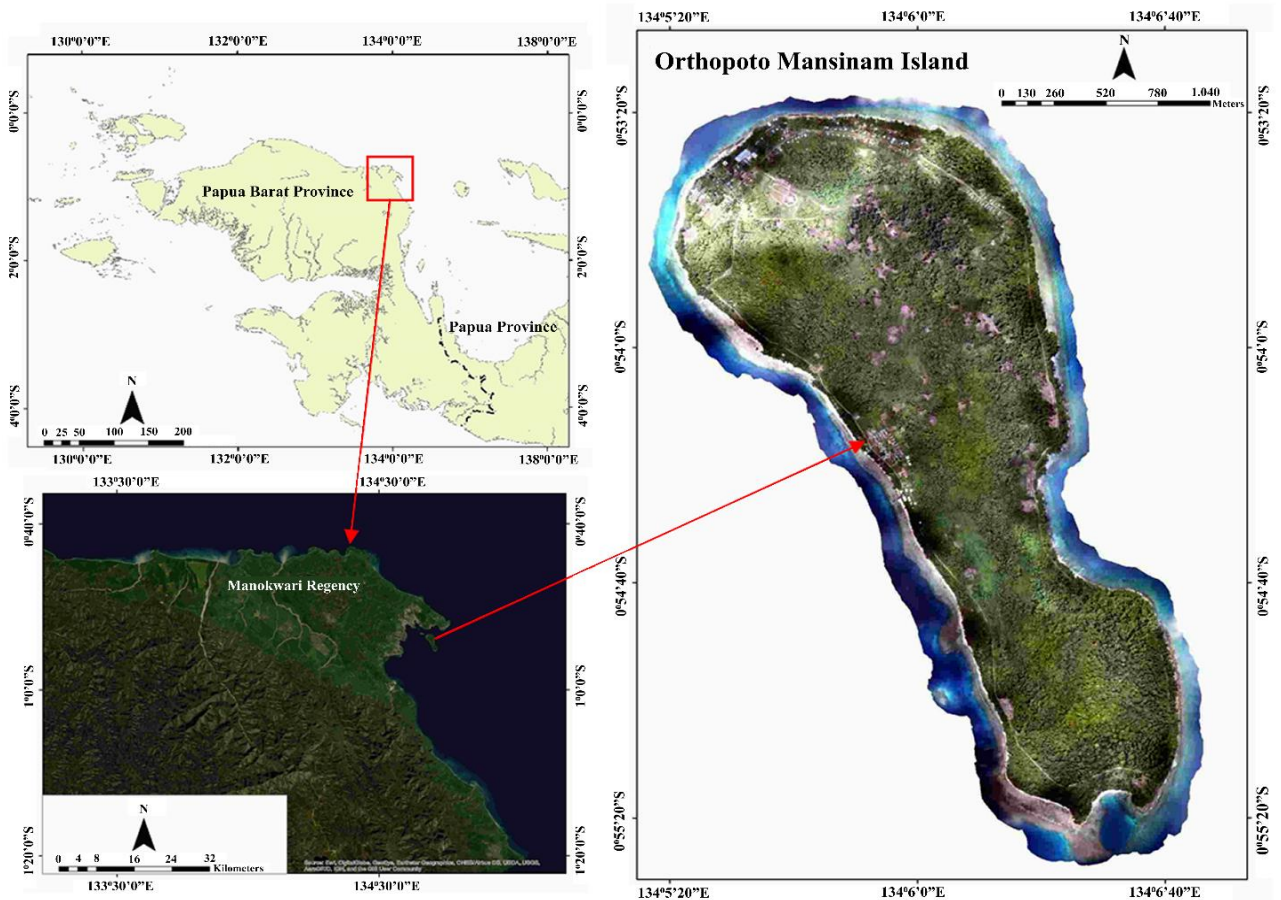 130°0’0”E 132°0’0”E 134°0’0”E 138°0’0”E
0°0’0”S
2°0’0”S
4°0’0”S
0°0’0”S
2°0’0”S
4°0’0”S
Papua Barat Province
Papua Province
N
0 25 50 100 150 200
130°0’0”E 132°0’0”E 134°0’0”E 138°0’0”E
133°30’0”E 134°30’0”E
0°40’0”S
1°0’0”S
1°20’0”S
0°40’0”S
1°0’0”S
1°20’0”S
Manokwari Regency
N
0 4 8 16 24 32
Kilometers
133°30’0”E 134°30’0”E
134°5’20”E 134°6’0”E 134°6’40”E
Orthopoto Mansinam Island
N
0 130 260 520 780 1.040
Meters
0°53’20”S
0°54’0”S
0°54’40”S
0°55’20”S
0°53’20”S
0°54’0”S
0°54’40”S
0°55’20”S
134°5’20”E 134°6’0”E 134°6’40”E